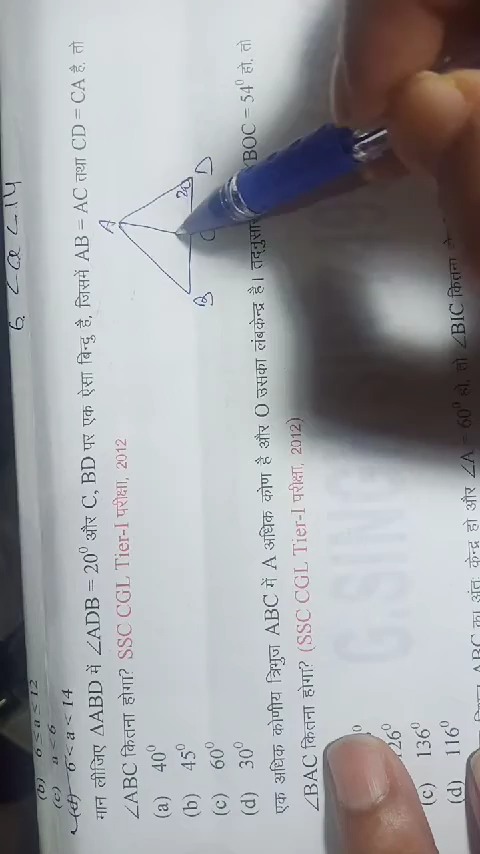 6 < a < 14
(b) 6 < a < 12
(c) a < 6
(d) 6 < a < 14
मान लीजिए ΔABD में ∠ADB = 20⁰ और C, BD पर एक ऐसा बिन्दु है, जिसमें AB = AC तथा CD = CA है, तो
∠ABC कितना होगा? SSC CGL Tier-I परीक्षा, 2012
(a) 40⁰
(b) 45⁰
(c) 60⁰
(d) 30⁰
A
B
C
D
20
एक अधिक कोणीय त्रिभुज ABC में A अधिक कोण है और O उसका लंबकेन्द्र है। तद्नुसार BOC = 54⁰ हो, तो
∠BAC कितना होगा? (SSC CGL Tier-I परीक्षा, 2012)
26⁰
(c) 136⁰
(d) 116⁰
G.SING
ABC का अंतः केन्द्र हो और ∠A = 60⁰ हो, तो ∠BIC कितना